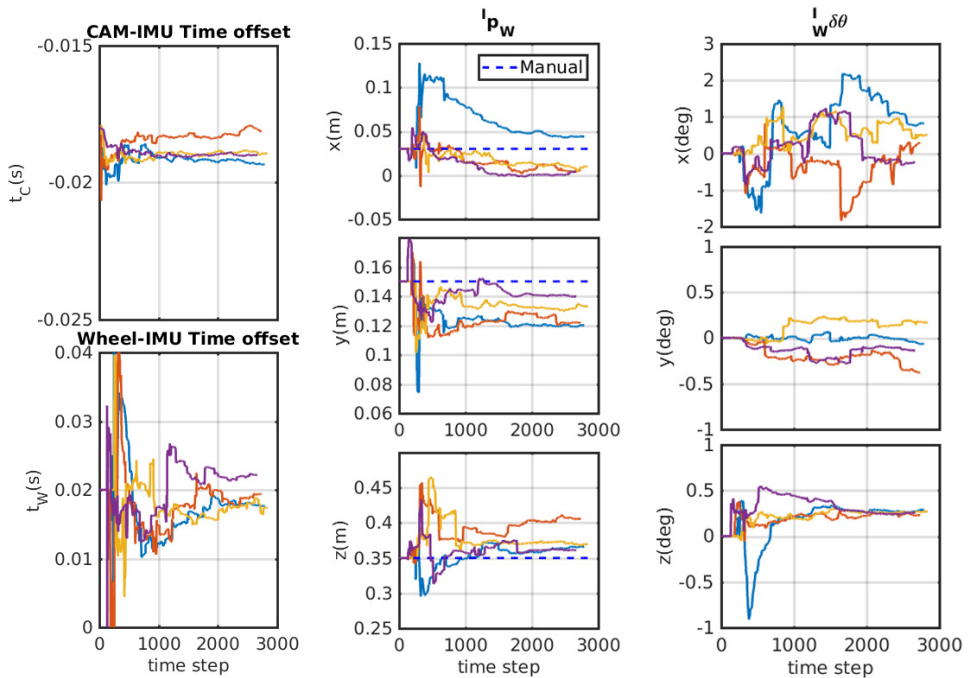 CAM-IMU Time offset
-0.015
-0.02
-0.025
t_C(s)
Wheel-IMU Time offset
0.04
0.03
0.02
0.01
0
t_W(s)
0 1000 2000 3000
time step
ᴵp_W
Manual
0.15
0.1
0.05
0
-0.05
x(m)
0.16
0.14
0.12
0.1
0.08
0.06
y(m)
0 1000 2000 3000
0.45
0.4
0.35
0.3
0.25
z(m)
0 1000 2000 3000
time step
ᴵ_Wδθ
3
2
1
0
-1
-2
x(deg)
1
0.5
0
-0.5
-1
y(deg)
1
0.5
0
-0.5
-1
z(deg)
0 1000 2000 3000
time step